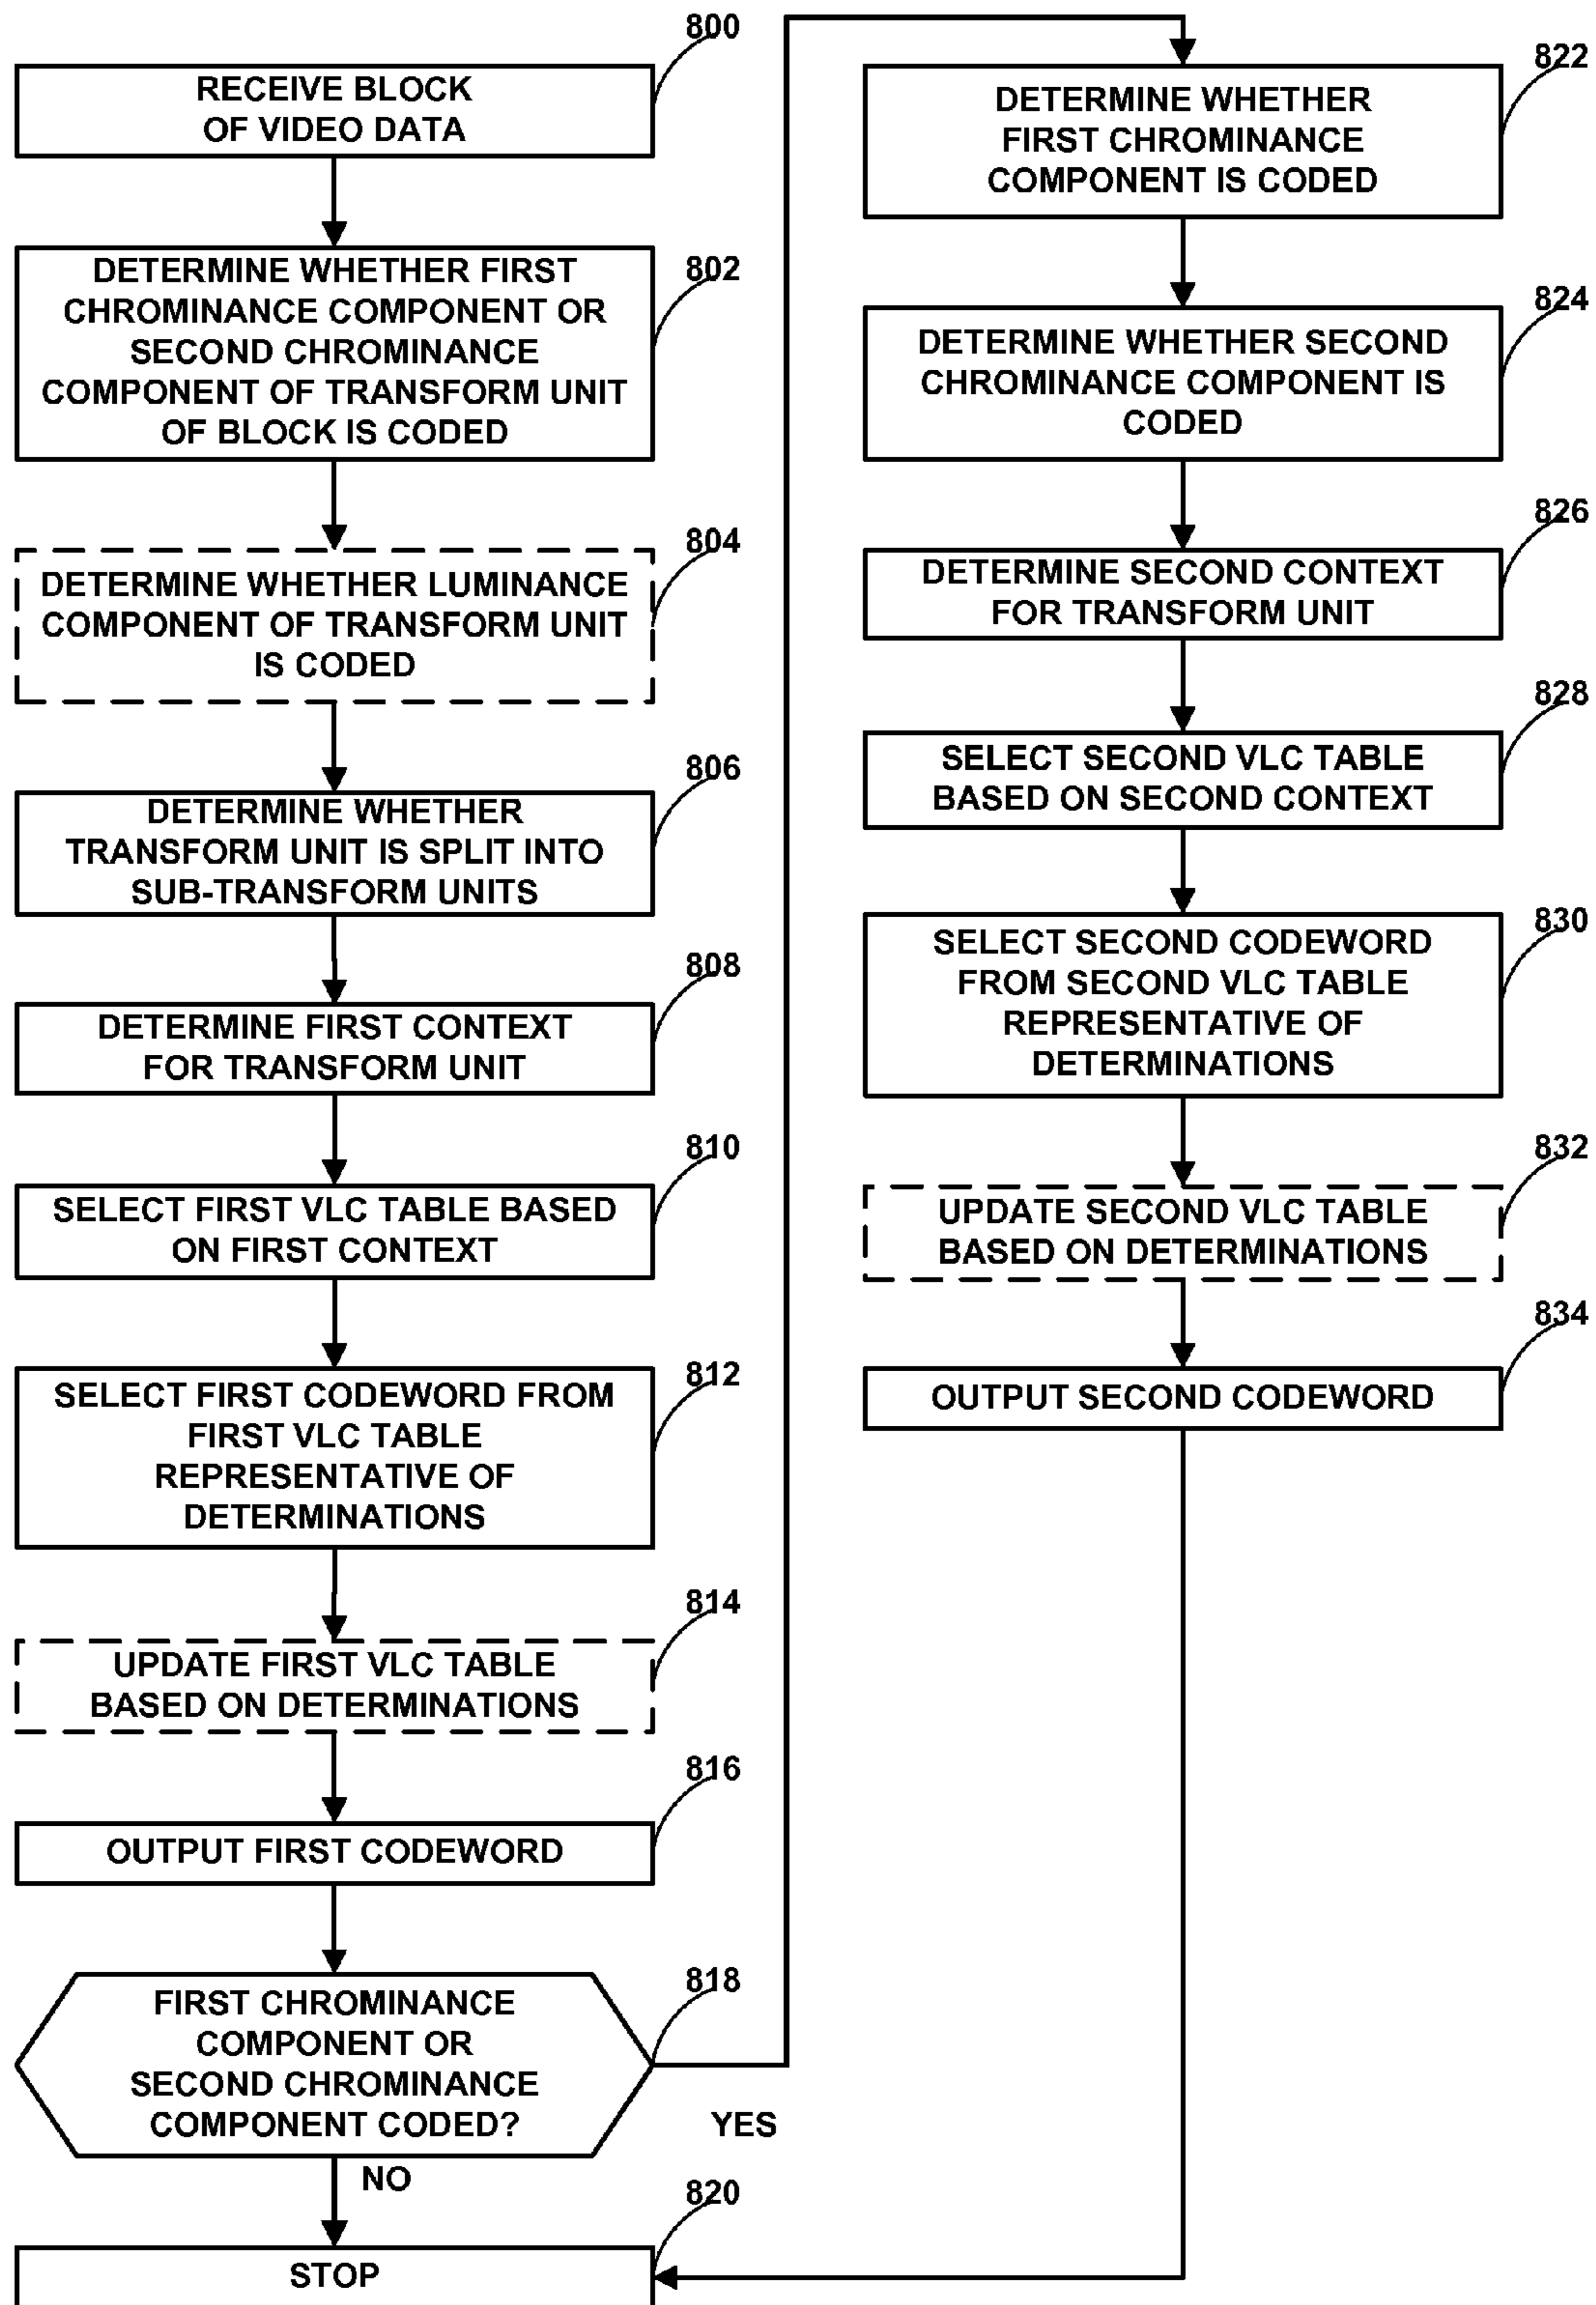 800
RECEIVE BLOCK
OF VIDEO DATA
802
DETERMINE WHETHER FIRST
CHROMINANCE COMPONENT OR
SECOND CHROMINANCE
COMPONENT OF TRANSFORM UNIT
OF BLOCK IS CODED
804
DETERMINE WHETHER LUMINANCE
COMPONENT OF TRANSFORM UNIT
IS CODED
806
DETERMINE WHETHER
TRANSFORM UNIT IS SPLIT INTO
SUB-TRANSFORM UNITS
808
DETERMINE FIRST CONTEXT
FOR TRANSFORM UNIT
810
SELECT FIRST VLC TABLE BASED
ON FIRST CONTEXT
812
SELECT FIRST CODEWORD FROM
FIRST VLC TABLE
REPRESENTATIVE OF
DETERMINATIONS
814
UPDATE FIRST VLC TABLE
BASED ON DETERMINATIONS
816
OUTPUT FIRST CODEWORD
818
FIRST CHROMINANCE
COMPONENT OR
SECOND CHROMINANCE
COMPONENT CODED?
YES
NO
820
STOP
822
DETERMINE WHETHER
FIRST CHROMINANCE
COMPONENT IS CODED
824
DETERMINE WHETHER SECOND
CHROMINANCE COMPONENT IS
CODED
826
DETERMINE SECOND CONTEXT
FOR TRANSFORM UNIT
828
SELECT SECOND VLC TABLE
BASED ON SECOND CONTEXT
830
SELECT SECOND CODEWORD
FROM SECOND VLC TABLE
REPRESENTATIVE OF
DETERMINATIONS
832
UPDATE SECOND VLC TABLE
BASED ON DETERMINATIONS
834
OUTPUT SECOND CODEWORD